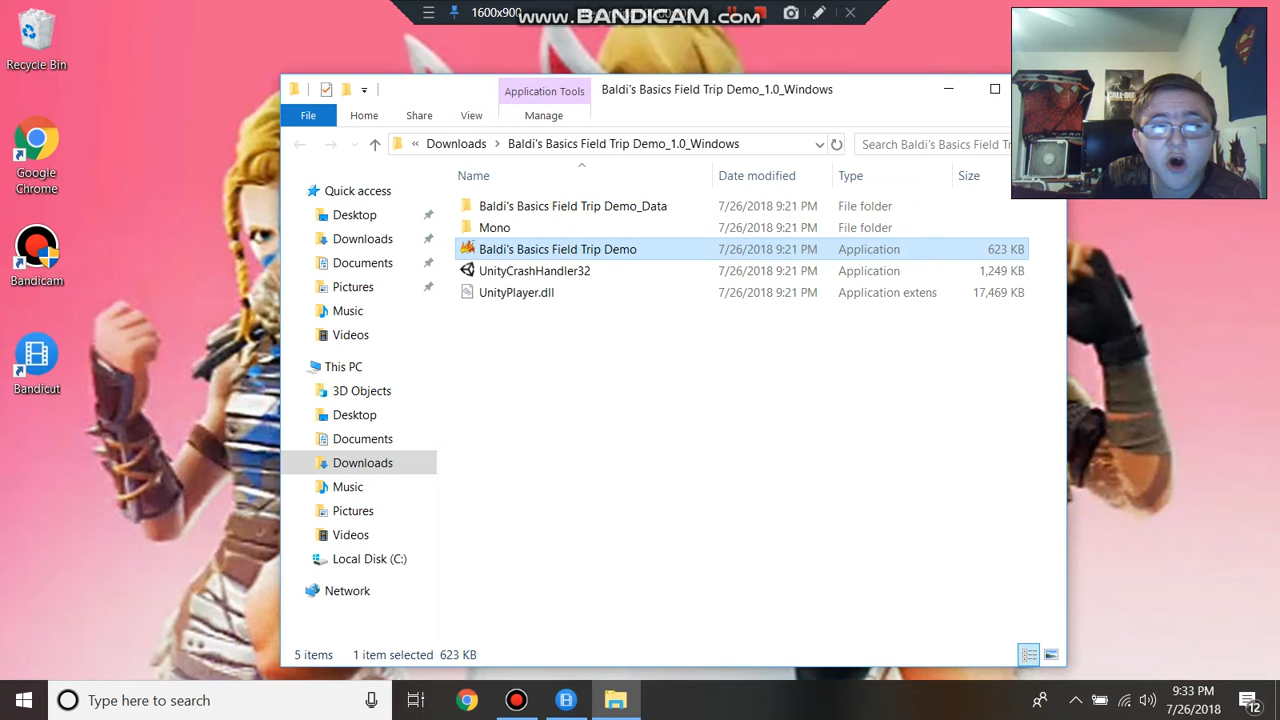 1600x900
www.BANDICAM.com
Recycle Bin
Google
Chrome
Bandicam
Bandicut
Application Tools
Baldi's Basics Field Trip Demo_1.0_Windows
File
Home
Share
View
Manage
« Downloads > Baldi's Basics Field Trip Demo_1.0_Windows
Search Baldi's Basics Field Tr
Name
Date modified
Type
Size
Baldi's Basics Field Trip Demo_Data 7/26/2018 9:21 PM File folder
Mono 7/26/2018 9:21 PM File folder
Baldi's Basics Field Trip Demo 7/26/2018 9:21 PM Application 623 KB
UnityCrashHandler32 7/26/2018 9:21 PM Application 1,249 KB
UnityPlayer.dll 7/26/2018 9:21 PM Application extens 17,469 KB
Quick access
Desktop
Downloads
Documents
Pictures
Music
Videos
This PC
3D Objects
Desktop
Documents
Downloads
Music
Pictures
Videos
Local Disk (C:)
Network
5 items 1 item selected 623 KB
Type here to search
9:33 PM
7/26/2018
12